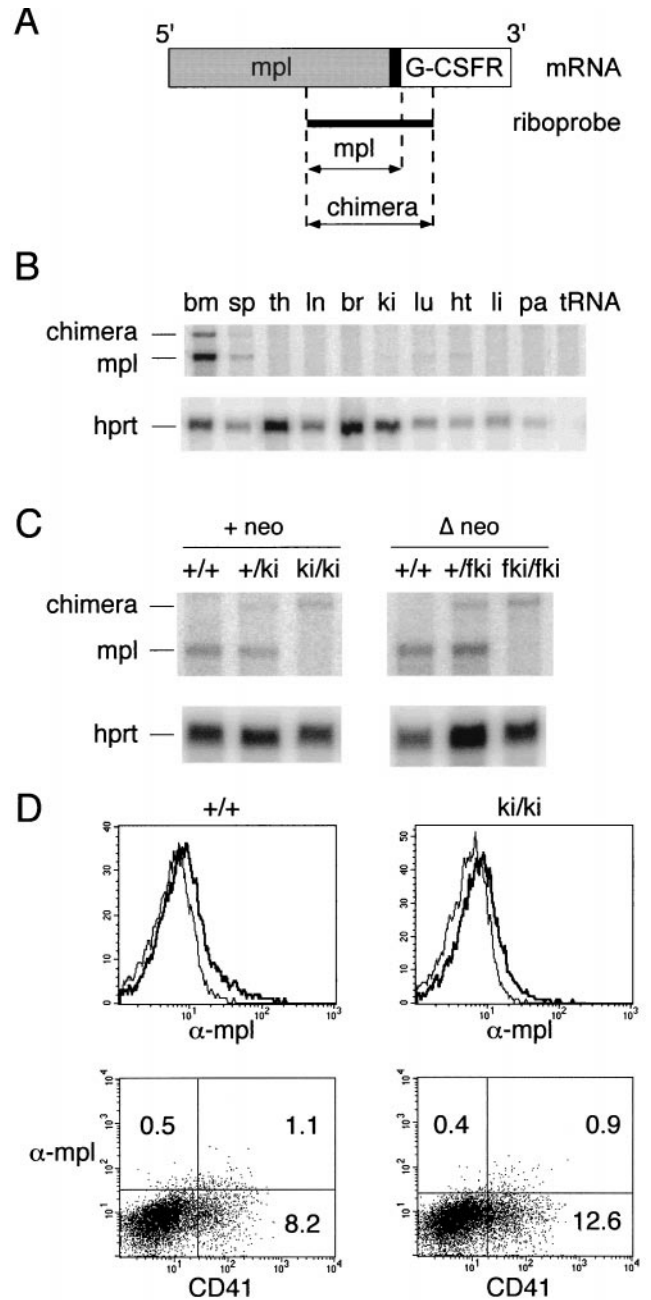 A
5' 3'
mpl G-CSFR mRNA
riboprobe
mpl
chimera
B
bm sp th ln br ki lu ht li pa tRNA
chimera
mpl
hprt
C
+ neo Δ neo
+/+ +/ki ki/ki +/+ +/fki fki/fki
chimera
mpl
hprt
D
+/+ ki/ki
40 30 20 10 0
50 40 30 20 10 0
10¹ 10² 10³
10¹ 10² 10³
α-mpl α-mpl
α-mpl
10⁴ 10³ 10² 10¹
10⁴ 10³ 10² 10¹
0.5 1.1 0.4 0.9
8.2 12.6
10¹ 10² 10³ 10⁴
10¹ 10² 10³ 10⁴
CD41 CD41